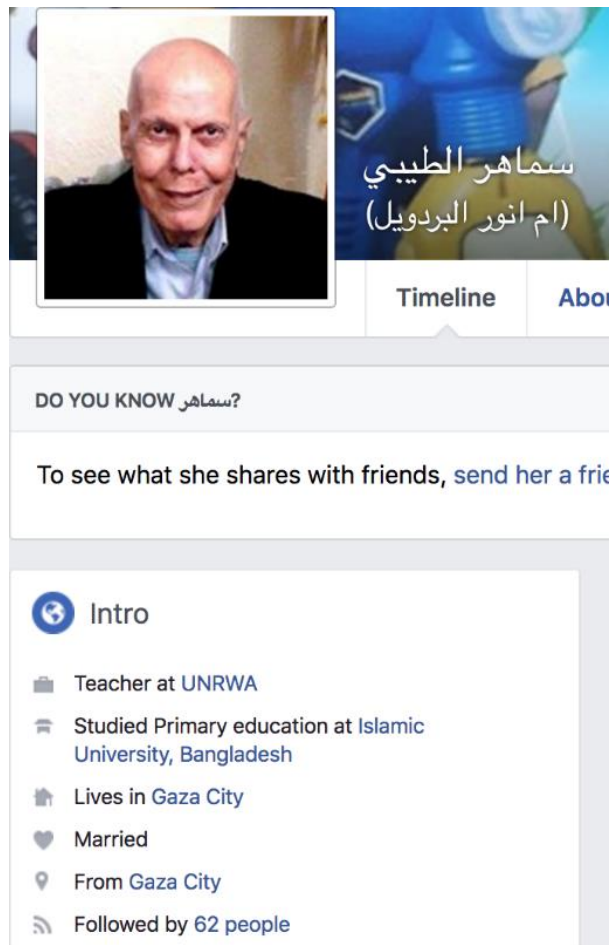 سماهر الطيبي
(ام انور البردويل)
Timeline
Abou
DO YOU KNOW سماهر?
To see what she shares with friends, send her a frie
Intro
Teacher at UNRWA
Studied Primary education at Islamic
University, Bangladesh
Lives in Gaza City
Married
From Gaza City
Followed by 62 people